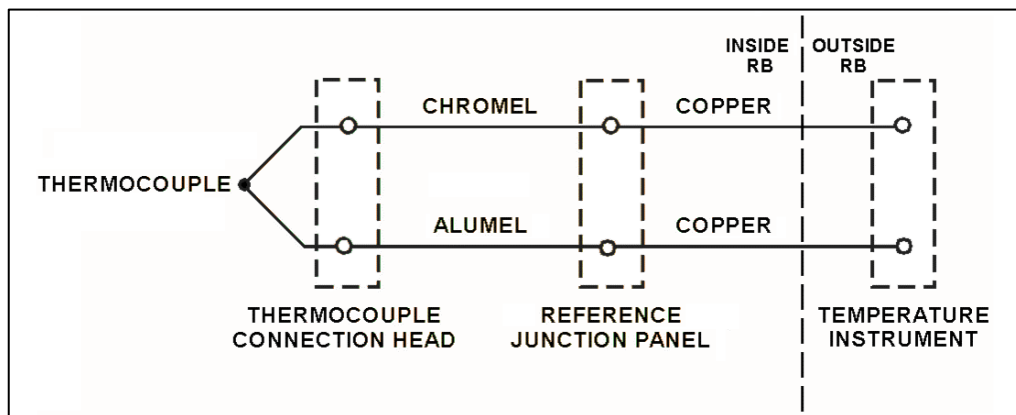 INSIDE
RB
OUTSIDE
RB
CHROMEL
COPPER
THERMOCOUPLE
ALUMEL
COPPER
THERMOCOUPLE
CONNECTION HEAD
REFERENCE
JUNCTION PANEL
TEMPERATURE
INSTRUMENT